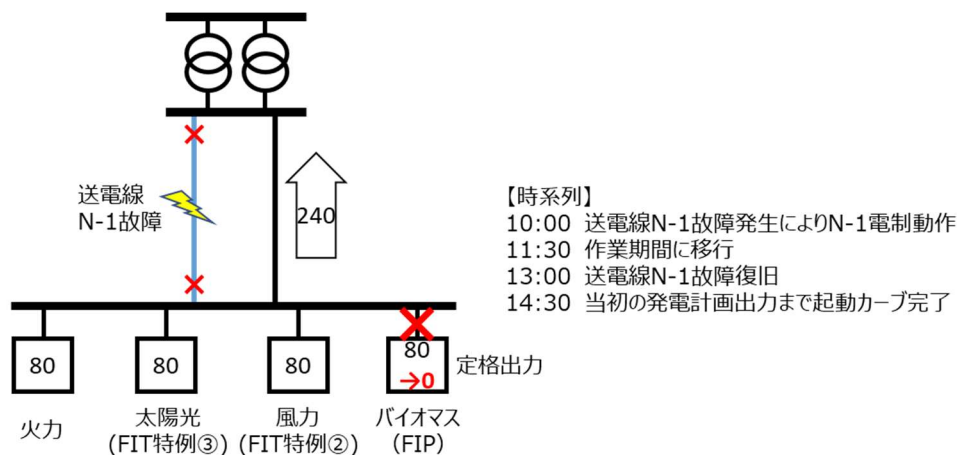 送電線
N-1故障
240
【時系列】
10:00 送電線N-1故障発生によりN-1電制動作
11:30 作業期間に移行
13:00 送電線N-1故障復旧
14:30 当初の発電計画出力まで起動カーブ完了
80
80
80
80
→0
定格出力
火力
太陽光
(FIT特例③)
風力
(FIT特例②)
バイオマス
(FIP)